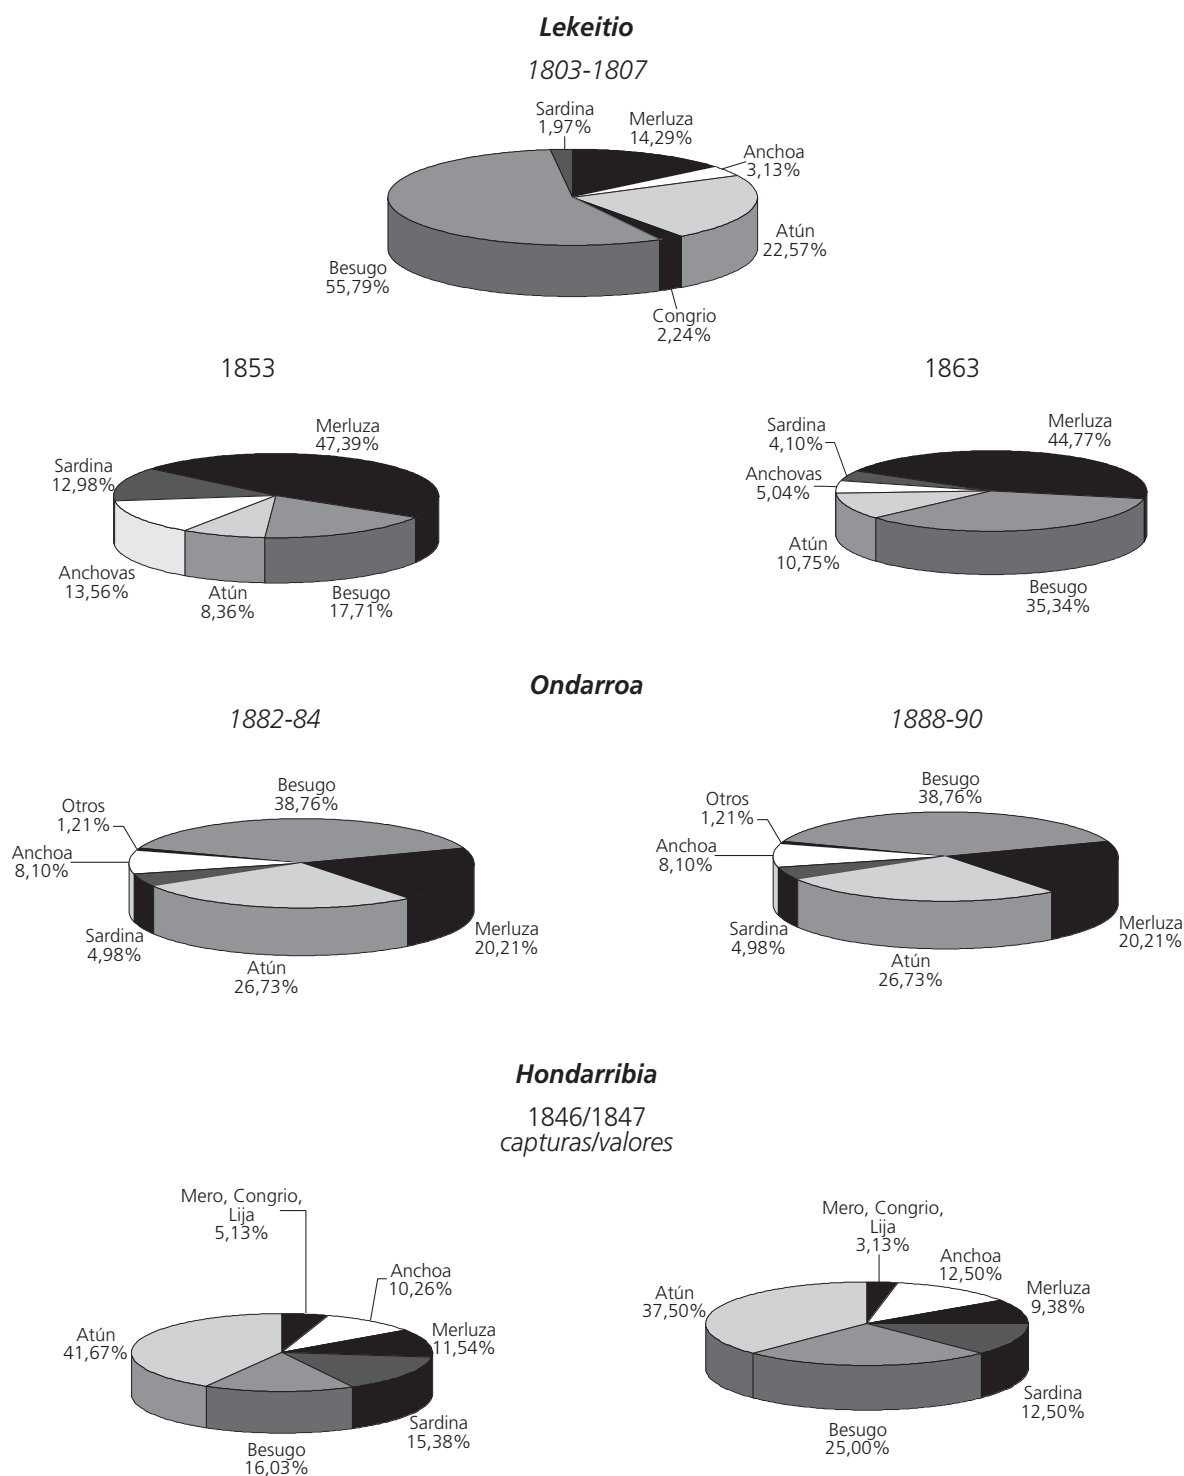 Lekeitio
1803-1807
Sardina
1,97%
Merluza
14,29%
Anchoa
3,13%
Atún
22,57%
Besugo
55,79%
Congrio
2,24%
1853
Merluza
47,39%
Sardina
12,98%
Anchovas
13,56%
Atún
8,36%
Besugo
17,71%
1863
Sardina
4,10%
Merluza
44,77%
Anchovas
5,04%
Atún
10,75%
Besugo
35,34%
Ondarroa
1882-84
Besugo
38,76%
Otros
1,21%
Anchoa
8,10%
Sardina
4,98%
Merluza
20,21%
Atún
26,73%
1888-90
Besugo
38,76%
Otros
1,21%
Anchoa
8,10%
Sardina
4,98%
Merluza
20,21%
Atún
26,73%
Hondarribia
1846/1847
capturas/valores
Mero, Congrio,
Lija
5,13%
Anchoa
10,26%
Atún
41,67%
Merluza
11,54%
Sardina
15,38%
Besugo
16,03%
Mero, Congrio,
Lija
3,13%
Anchoa
12,50%
Atún
37,50%
Merluza
9,38%
Sardina
12,50%
Besugo
25,00%